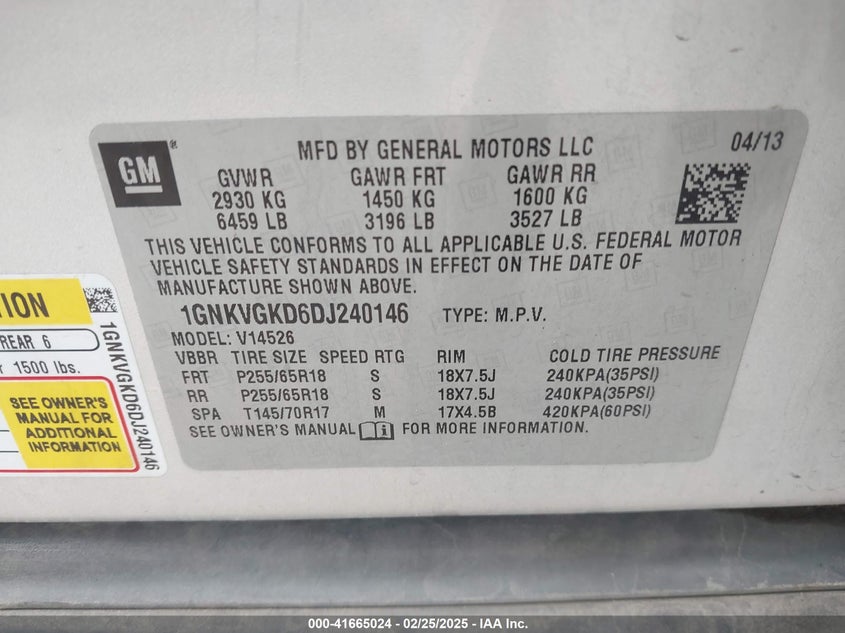 GM®
MFD BY GENERAL MOTORS LLC
04/13
GVWR GAWR FRT GAWR RR
2930 KG 1450 KG 1600 KG
6459 LB 3196 LB 3527 LB
THIS VEHICLE CONFORMS TO ALL APPLICABLE U.S. FEDERAL MOTOR
VEHICLE SAFETY STANDARDS IN EFFECT ON THE DATE OF
MANUFACTURE SHOWN ABOVE.
1GNKVGKD6DJ240146 TYPE: M.P.V.
MODEL: V14526
VBBR TIRE SIZE SPEED RTG RIM COLD TIRE PRESSURE
FRT P255/65R18 S 18X7.5J 240KPA(35PSI)
RR P255/65R18 S 18X7.5J 240KPA(35PSI)
SPA T145/70R17 M 17X4.5B 420KPA(60PSI)
SEE OWNER'S MANUAL i FOR MORE INFORMATION.
REAR 6
1500 lbs.
SEE OWNER'S
MANUAL FOR
ADDITIONAL
INFORMATION
1GNKVGKD6DJ240146
000-41665024 - 02/25/2025 - IAA Inc.